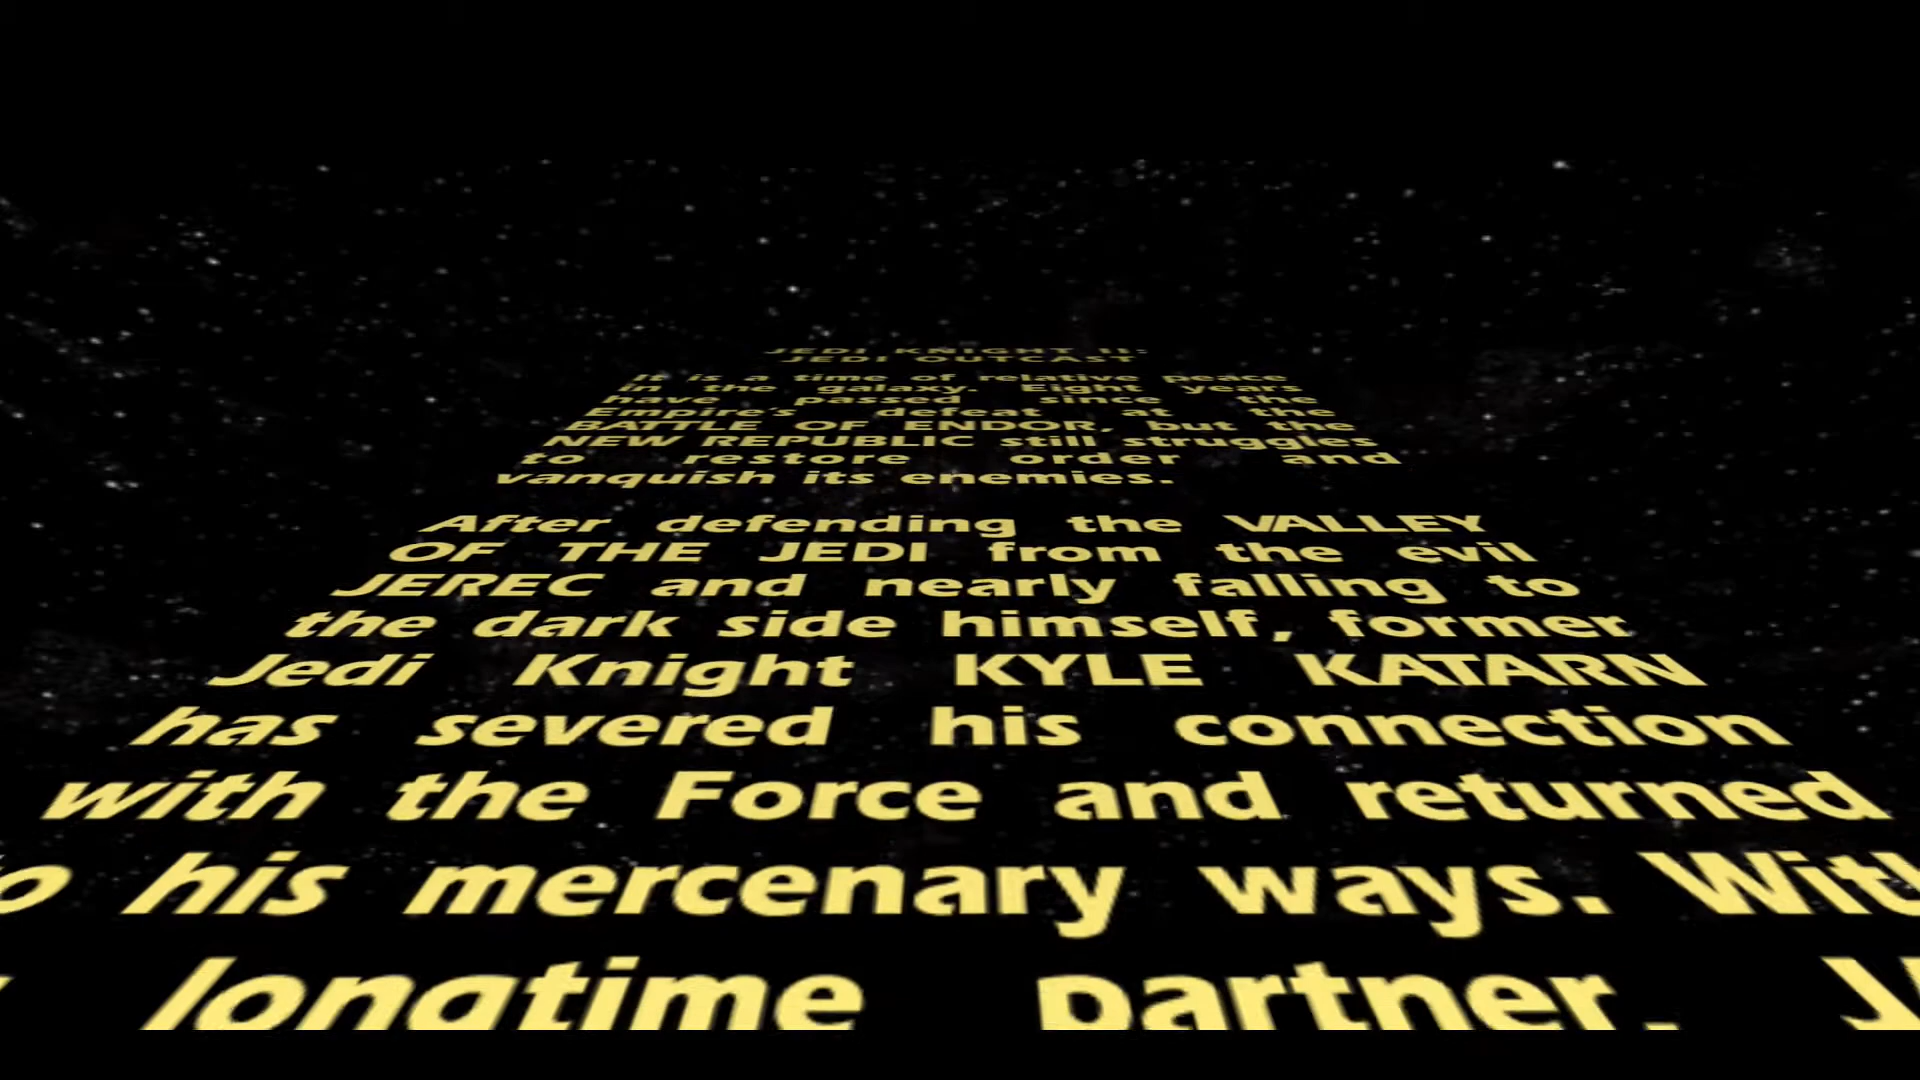 JEDI KNIGHT II:
JEDI OUTCAST
It is a time of relative peace
in the galaxy. Eight years
have passed since the
Empire's defeat at the
BATTLE OF ENDOR, but the
NEW REPUBLIC still struggles
to restore order and
vanquish its enemies.
After defending the VALLEY
OF THE JEDI from the evil
JEREC and nearly falling to
the dark side himself, former
Jedi Knight KYLE KATARN
has severed his connection
with the Force and returned
his mercenary ways.
longtime partner,